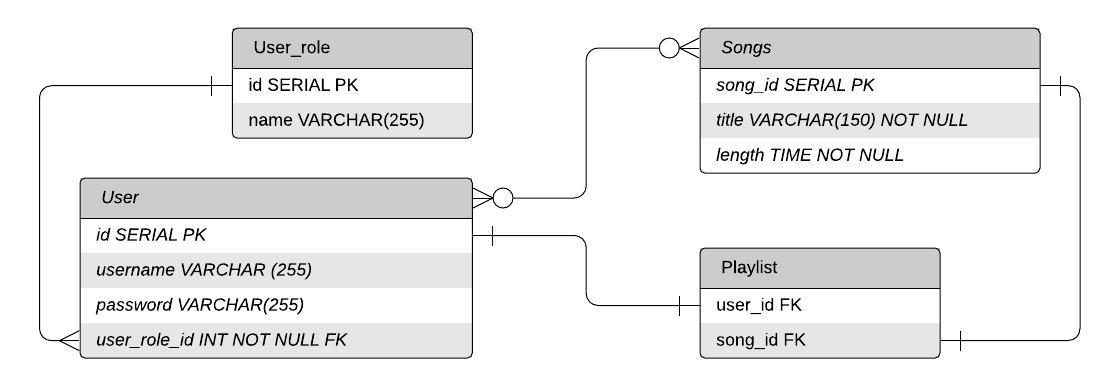 User_role
id SERIAL PK
name VARCHAR(255)
User
id SERIAL PK
username VARCHAR (255)
password VARCHAR(255)
user_role_id INT NOT NULL FK
Songs
song_id SERIAL PK
title VARCHAR(150) NOT NULL
length TIME NOT NULL
Playlist
user_id FK
song_id FK